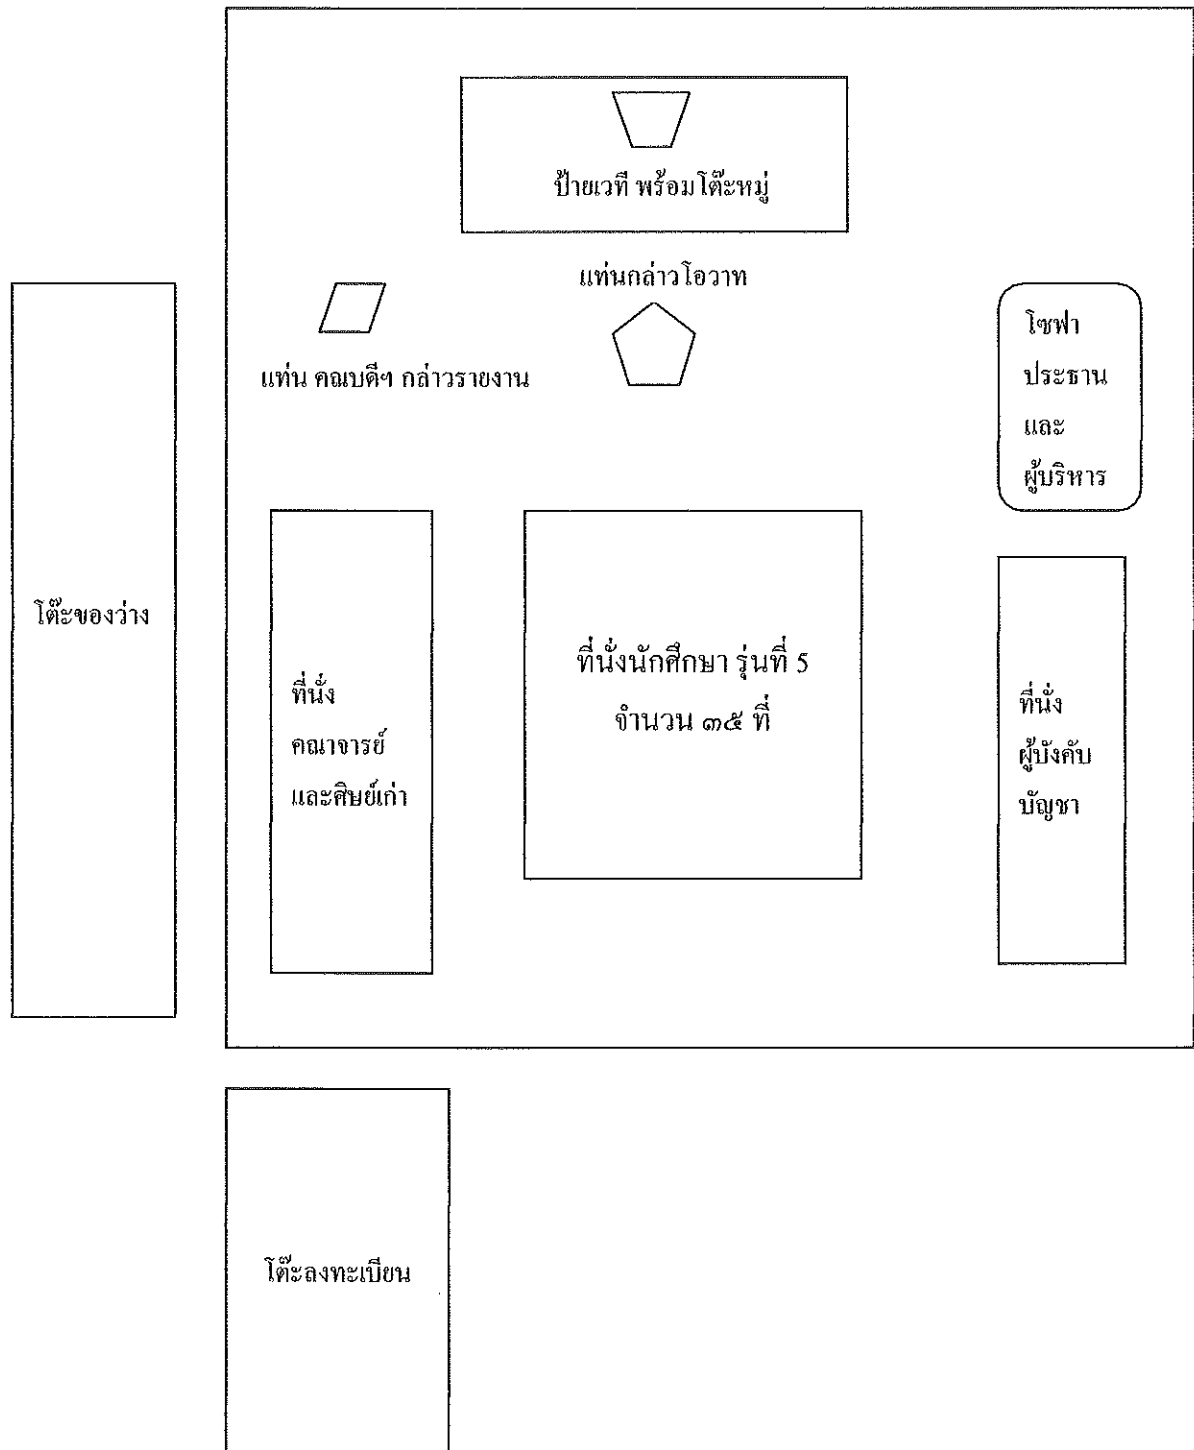 ป้ายเวที พร้อมโต๊ะหมู่
แท่นกล่าวโอวาท
แท่น คณบดีฯ กล่าวรายงาน
โซฟา
ประธาน
และ
ผู้บริหาร
โต๊ะของว่าง
ที่นั่ง
คณาจารย์
และศิษย์เก่า
ที่นั่งนักศึกษา รุ่นที่ 5
จำนวน ๓๕ ที่
ที่นั่ง
ผู้บังคับ
บัญชา
โต๊ะลงทะเบียน